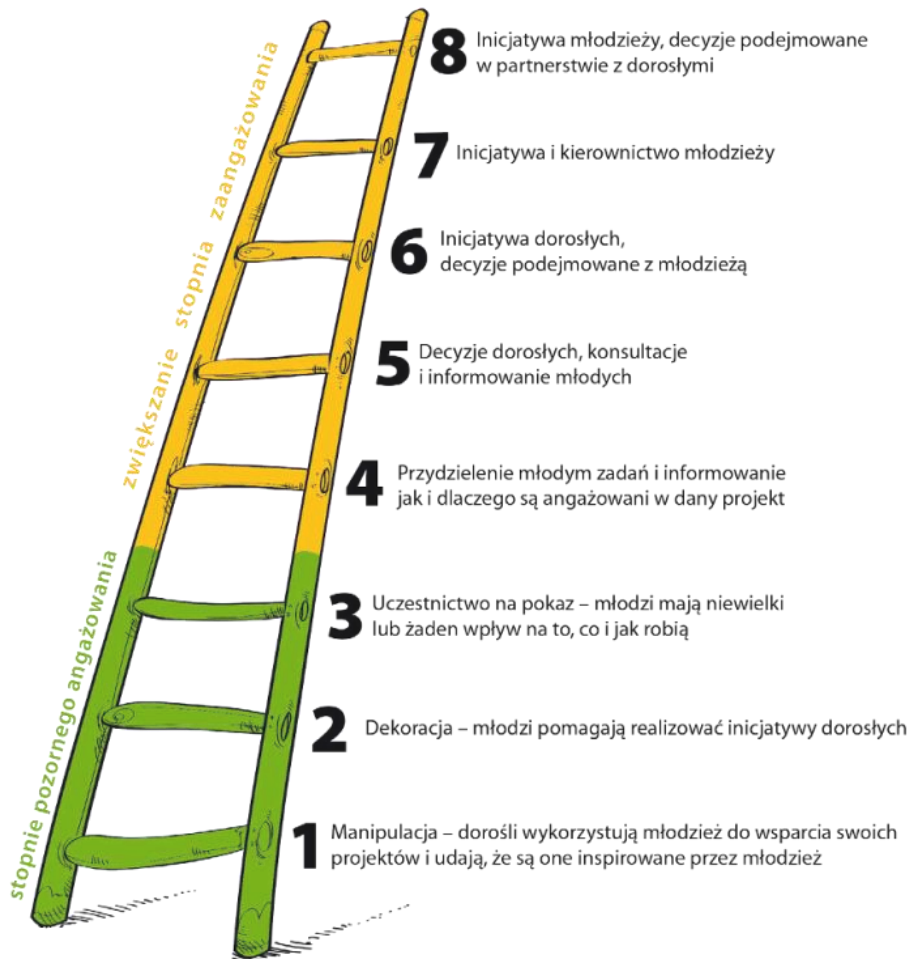 8 Inicjatywa młodzieży, decyzje podejmowane
w partnerstwie z dorosłymi
7 Inicjatywa i kierownictwo młodzieży
6 Inicjatywa dorosłych,
decyzje podejmowane z młodzieżą
5 Decyzje dorosłych, konsultacje
i informowanie młodych
4 Przydzielenie młodym zadań i informowanie
jak i dlaczego są angażowani w dany projekt
3 Uczestnictwo na pokaz – młodzi mają niewielki
lub żaden wpływ na to, co i jak robią
2 Dekoracja – młodzi pomagają realizować inicjatywy dorosłych
1 Manipulacja – dorośli wykorzystują młodzież do wsparcia swoich
projektów i udają, że są one inspirowane przez młodzież
zwiększanie stopnia zaangażowania
stopnie pozornego angażowania